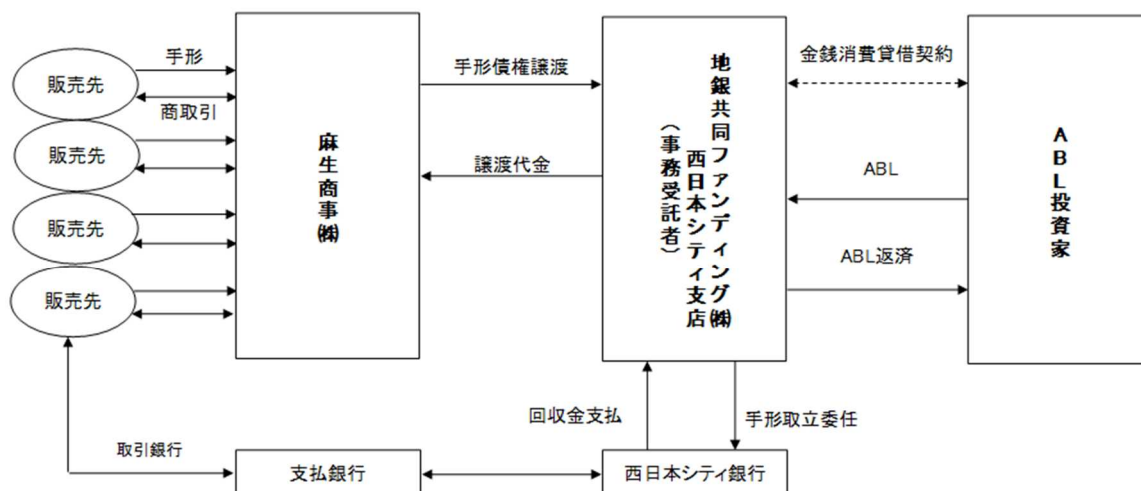 販売先
販売先
販売先
販売先
手形
商取引
麻生商事㈱
手形債権譲渡
譲渡代金
地銀共同ファンディング㈱
西日本シティ支店
（事務受託者）
金銭消費貸借契約
ABL
ABL返済
ABL投資家
回収金支払
手形取立委任
取引銀行
支払銀行
西日本シティ銀行